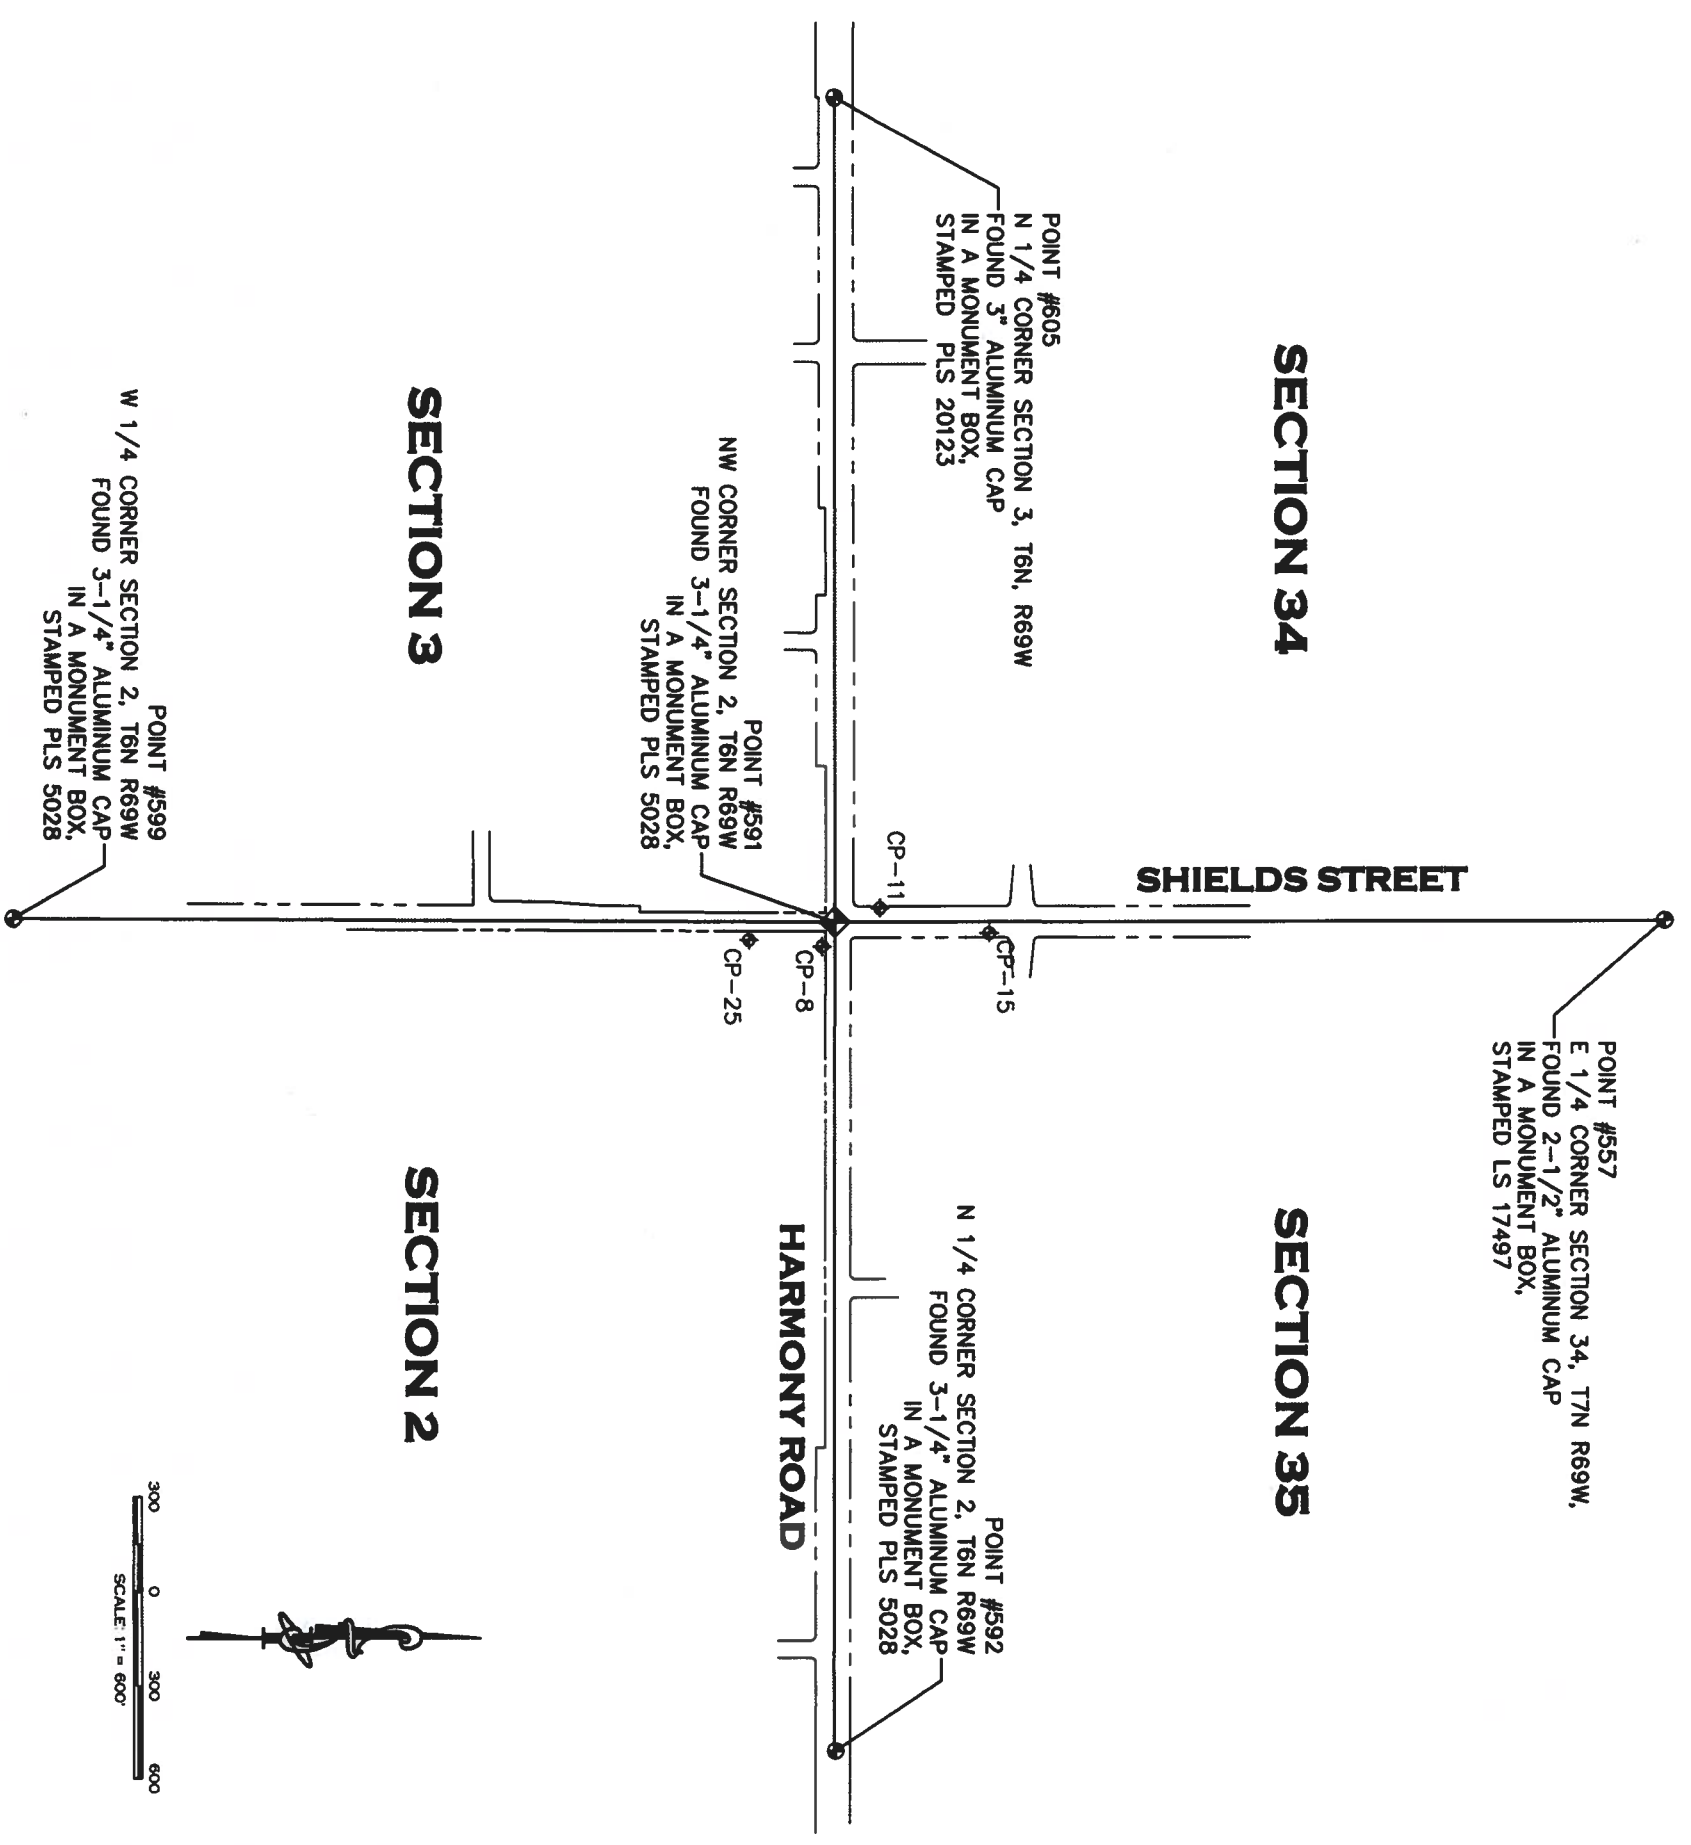 POINT #605
N 1/4 CORNER SECTION 3, T6N, R69W
FOUND 3" ALUMINUM CAP
IN A MONUMENT BOX,
STAMPED PLS 20123
SECTION 34
POINT #557
E 1/4 CORNER SECTION 34, T7N R69W,
FOUND 2-1/2" ALUMINUM CAP
IN A MONUMENT BOX,
STAMPED LS 17497
SECTION 35
SHIELDS STREET
CP-11
CP-15
CP-8
CP-25
POINT #592
N 1/4 CORNER SECTION 2, T6N R69W
FOUND 3-1/4" ALUMINUM CAP
IN A MONUMENT BOX,
STAMPED PLS 5028
HARMONY ROAD
POINT #591
NW CORNER SECTION 2, T6N R69W
FOUND 3-1/4" ALUMINUM CAP
IN A MONUMENT BOX,
STAMPED PLS 5028
SECTION 3
SECTION 2
POINT #599
W 1/4 CORNER SECTION 2, T6N R69W
FOUND 3-1/4" ALUMINUM CAP
IN A MONUMENT BOX,
STAMPED PLS 5028
300 0 300 600
SCALE: 1" = 600'